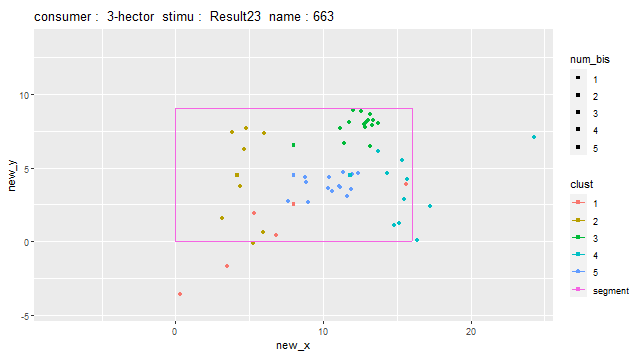 consumer :  3-hector  stimu :  Result23  name : 663
new_y
10
5
0
-5
0
10
20
new_x
num_bis
1
2
3
4
5
clust
1
2
3
4
5
segment